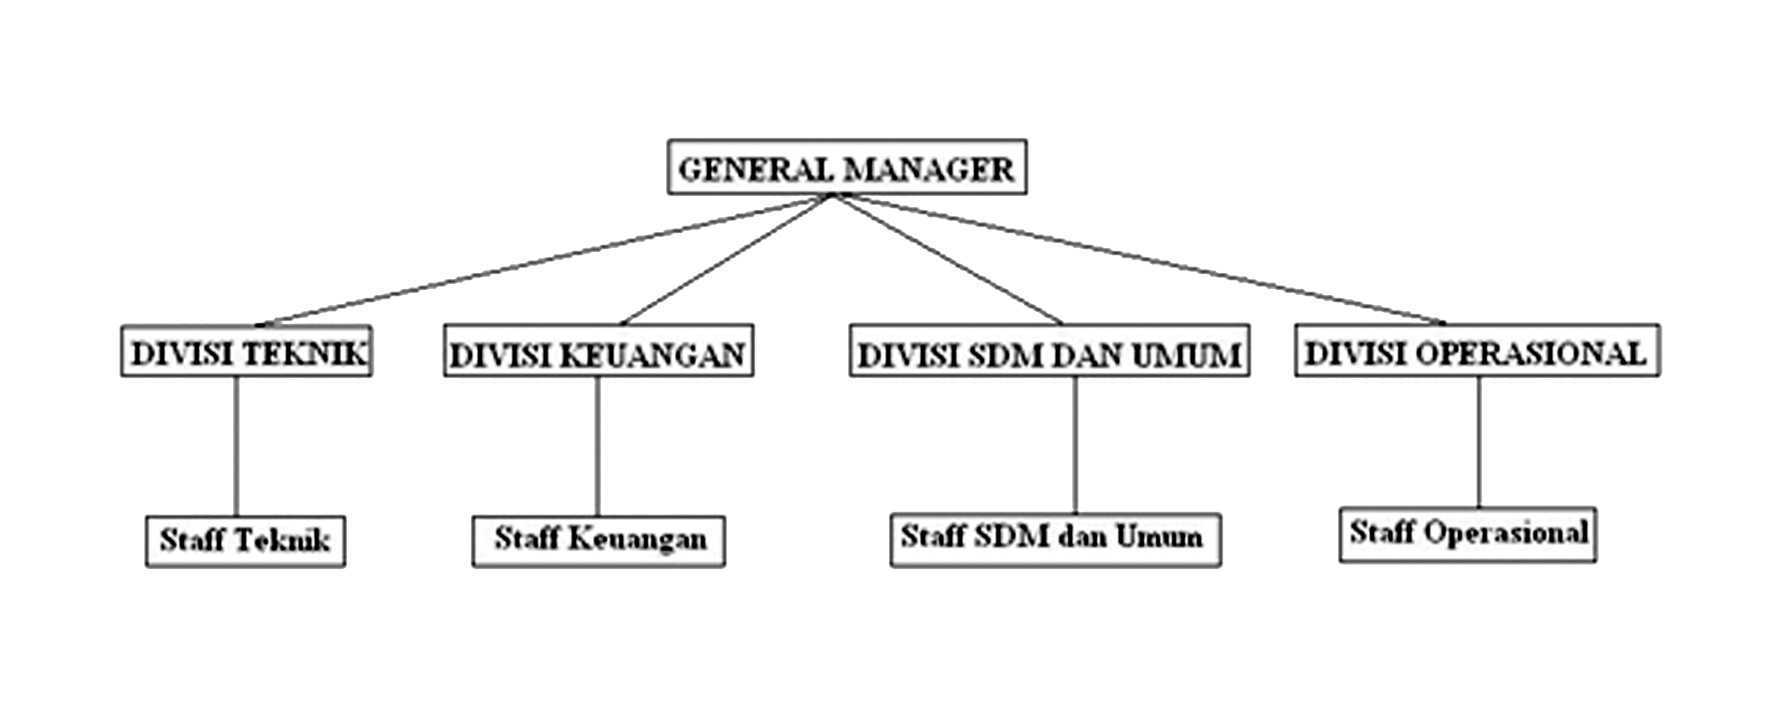 GENERAL MANAGER
DIVISI TEKNIK
DIVISI KEUANGAN
DIVISI SDM DAN UMUM
DIVISI OPERASIONAL
Staff Teknik
Staff Keuangan
Staff SDM dan Umum
Staff Operasional